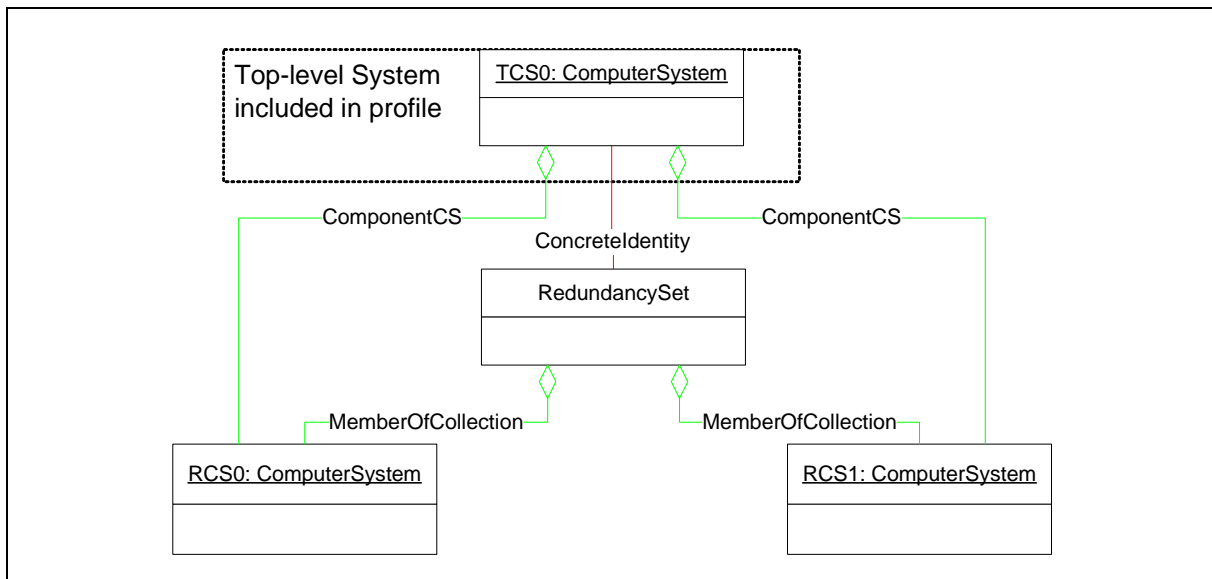 Top-level System
included in profile
TCS0: ComputerSystem
ComponentCS
ComponentCS
ConcreteIdentity
RedundancySet
MemberOfCollection
MemberOfCollection
RCS0: ComputerSystem
RCS1: ComputerSystem